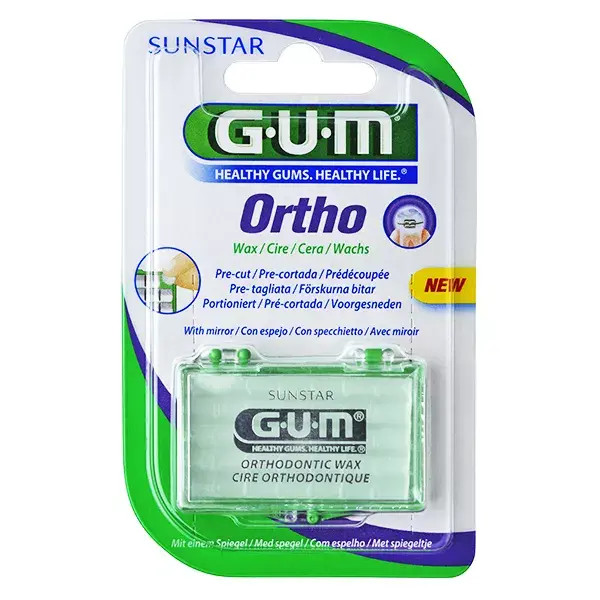 SUNSTAR
G·U·M®
HEALTHY GUMS. HEALTHY LIFE.®
Ortho
Wax / Cire / Cera / Wachs
Pre-cut / Pre-cortada / Prédécoupée
Pre- tagliata / Förskurna bitar
Portioniert / Pré-cortada / Voorgesneden
NEW
With mirror / Con espejo / Con specchietto / Avec miroir
SUNSTAR
G·U·M®
HEALTHY GUMS. HEALTHY LIFE.®
ORTHODONTIC WAX
CIRE ORTHODONTIQUE
Mit einem Spiegel / Med spegel / Com espelho / Met spiegeltje